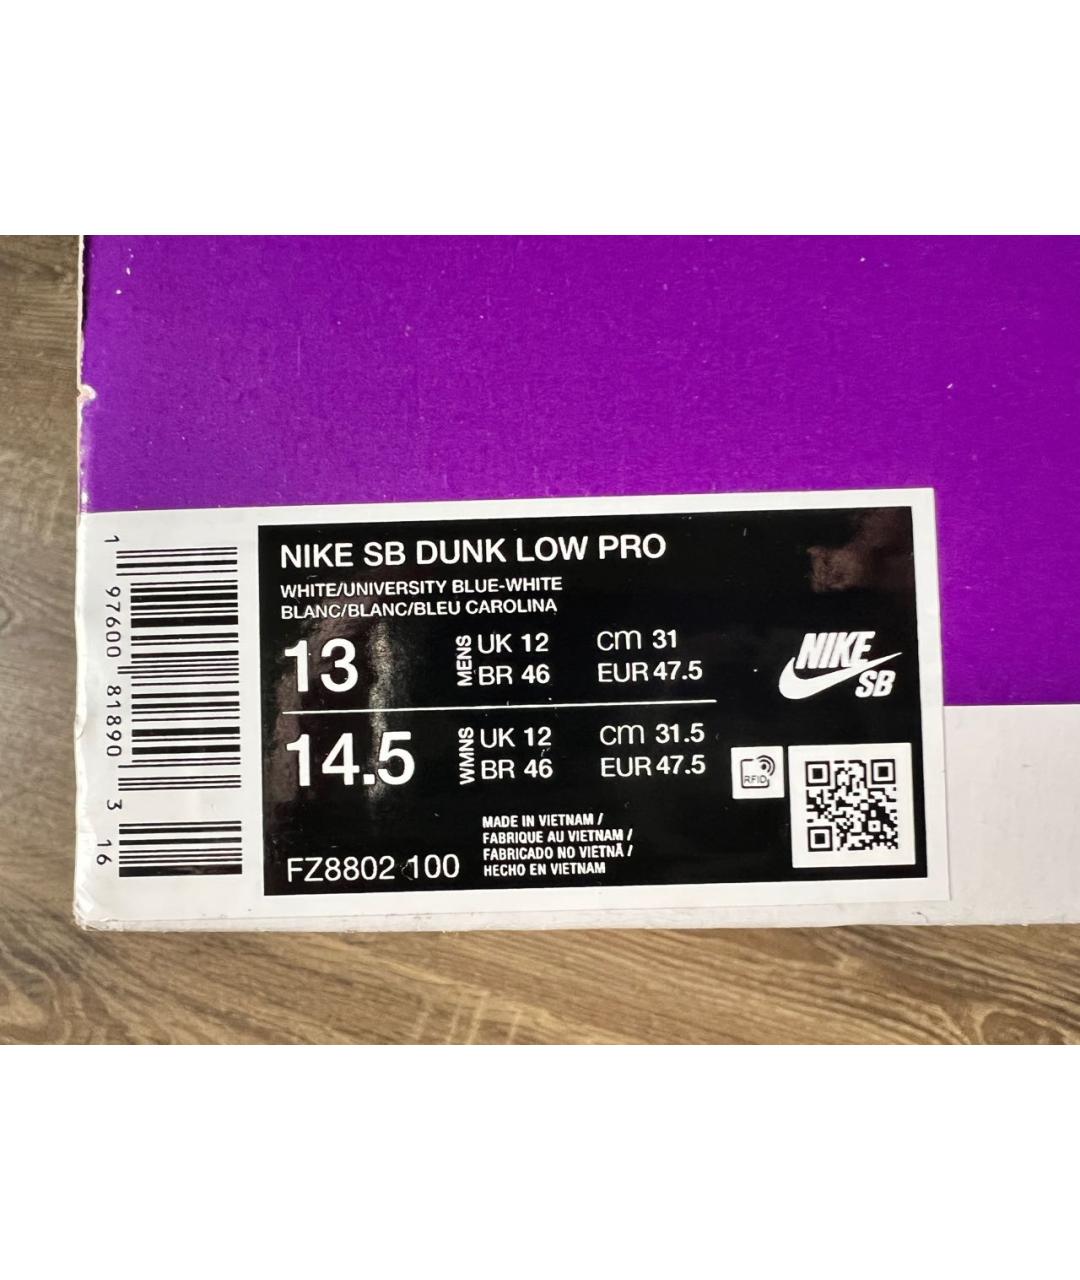 NIKE SB DUNK LOW PRO
WHITE/UNIVERSITY BLUE-WHITE
BLANC/BLANC/BLEU CAROLINA
13 MENS UK 12 cm 31
BR 46 EUR 47.5
14.5 WMNS UK 12 cm 31.5
BR 46 EUR 47.5
MADE IN VIETNAM /
FABRIQUE AU VIETNAM /
FABRICADO NO VIETNÃ /
HECHO EN VIETNAM
FZ8802 100
NIKE
SB
RFID
1 97600 81890 3 16